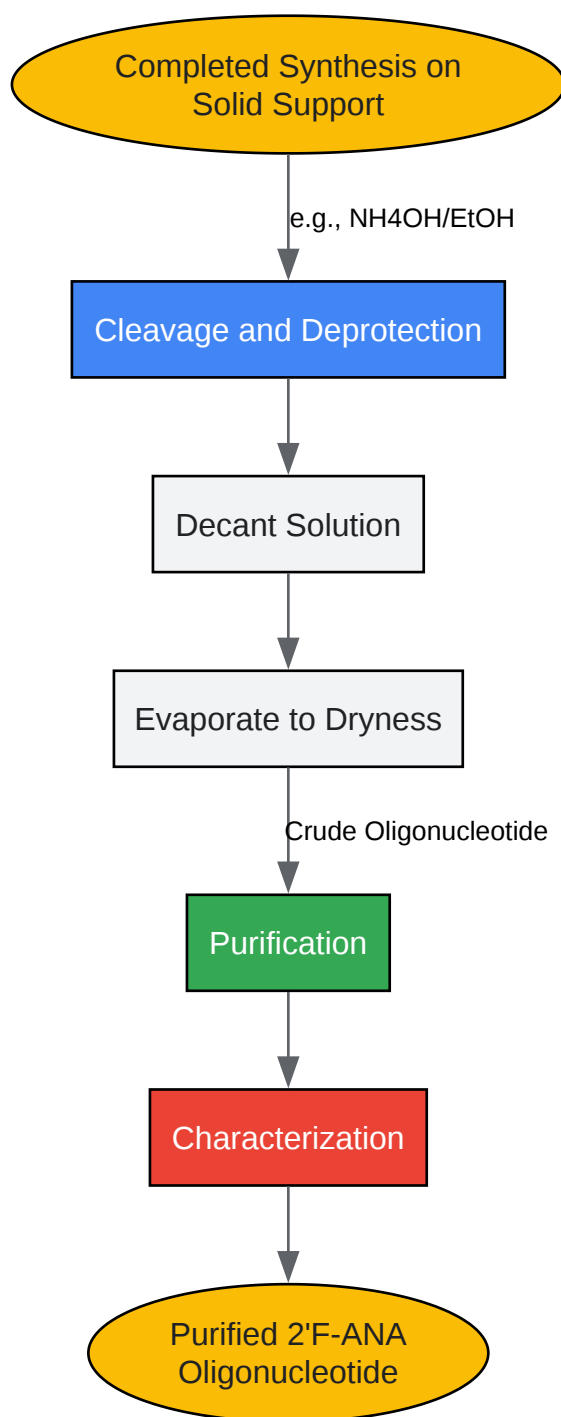 Completed Synthesis on
Solid Support
e.g., NH4OH/EtOH
Cleavage and Deprotection
Decant Solution
Evaporate to Dryness
Crude Oligonucleotide
Purification
Characterization
Purified 2'F-ANA
Oligonucleotide